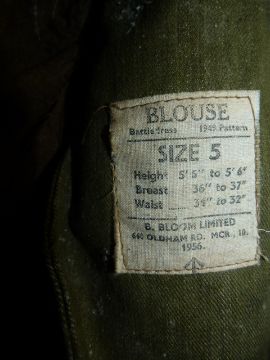 BLOUSE
Battledress 1949 Pattern
SIZE 5
Height 5' 5" to 5' 6"
Breast 36" to 37"
Waist to 32"
B. BLOOM LIMITED
OLDHAM RD. MCR. 10.
1956.